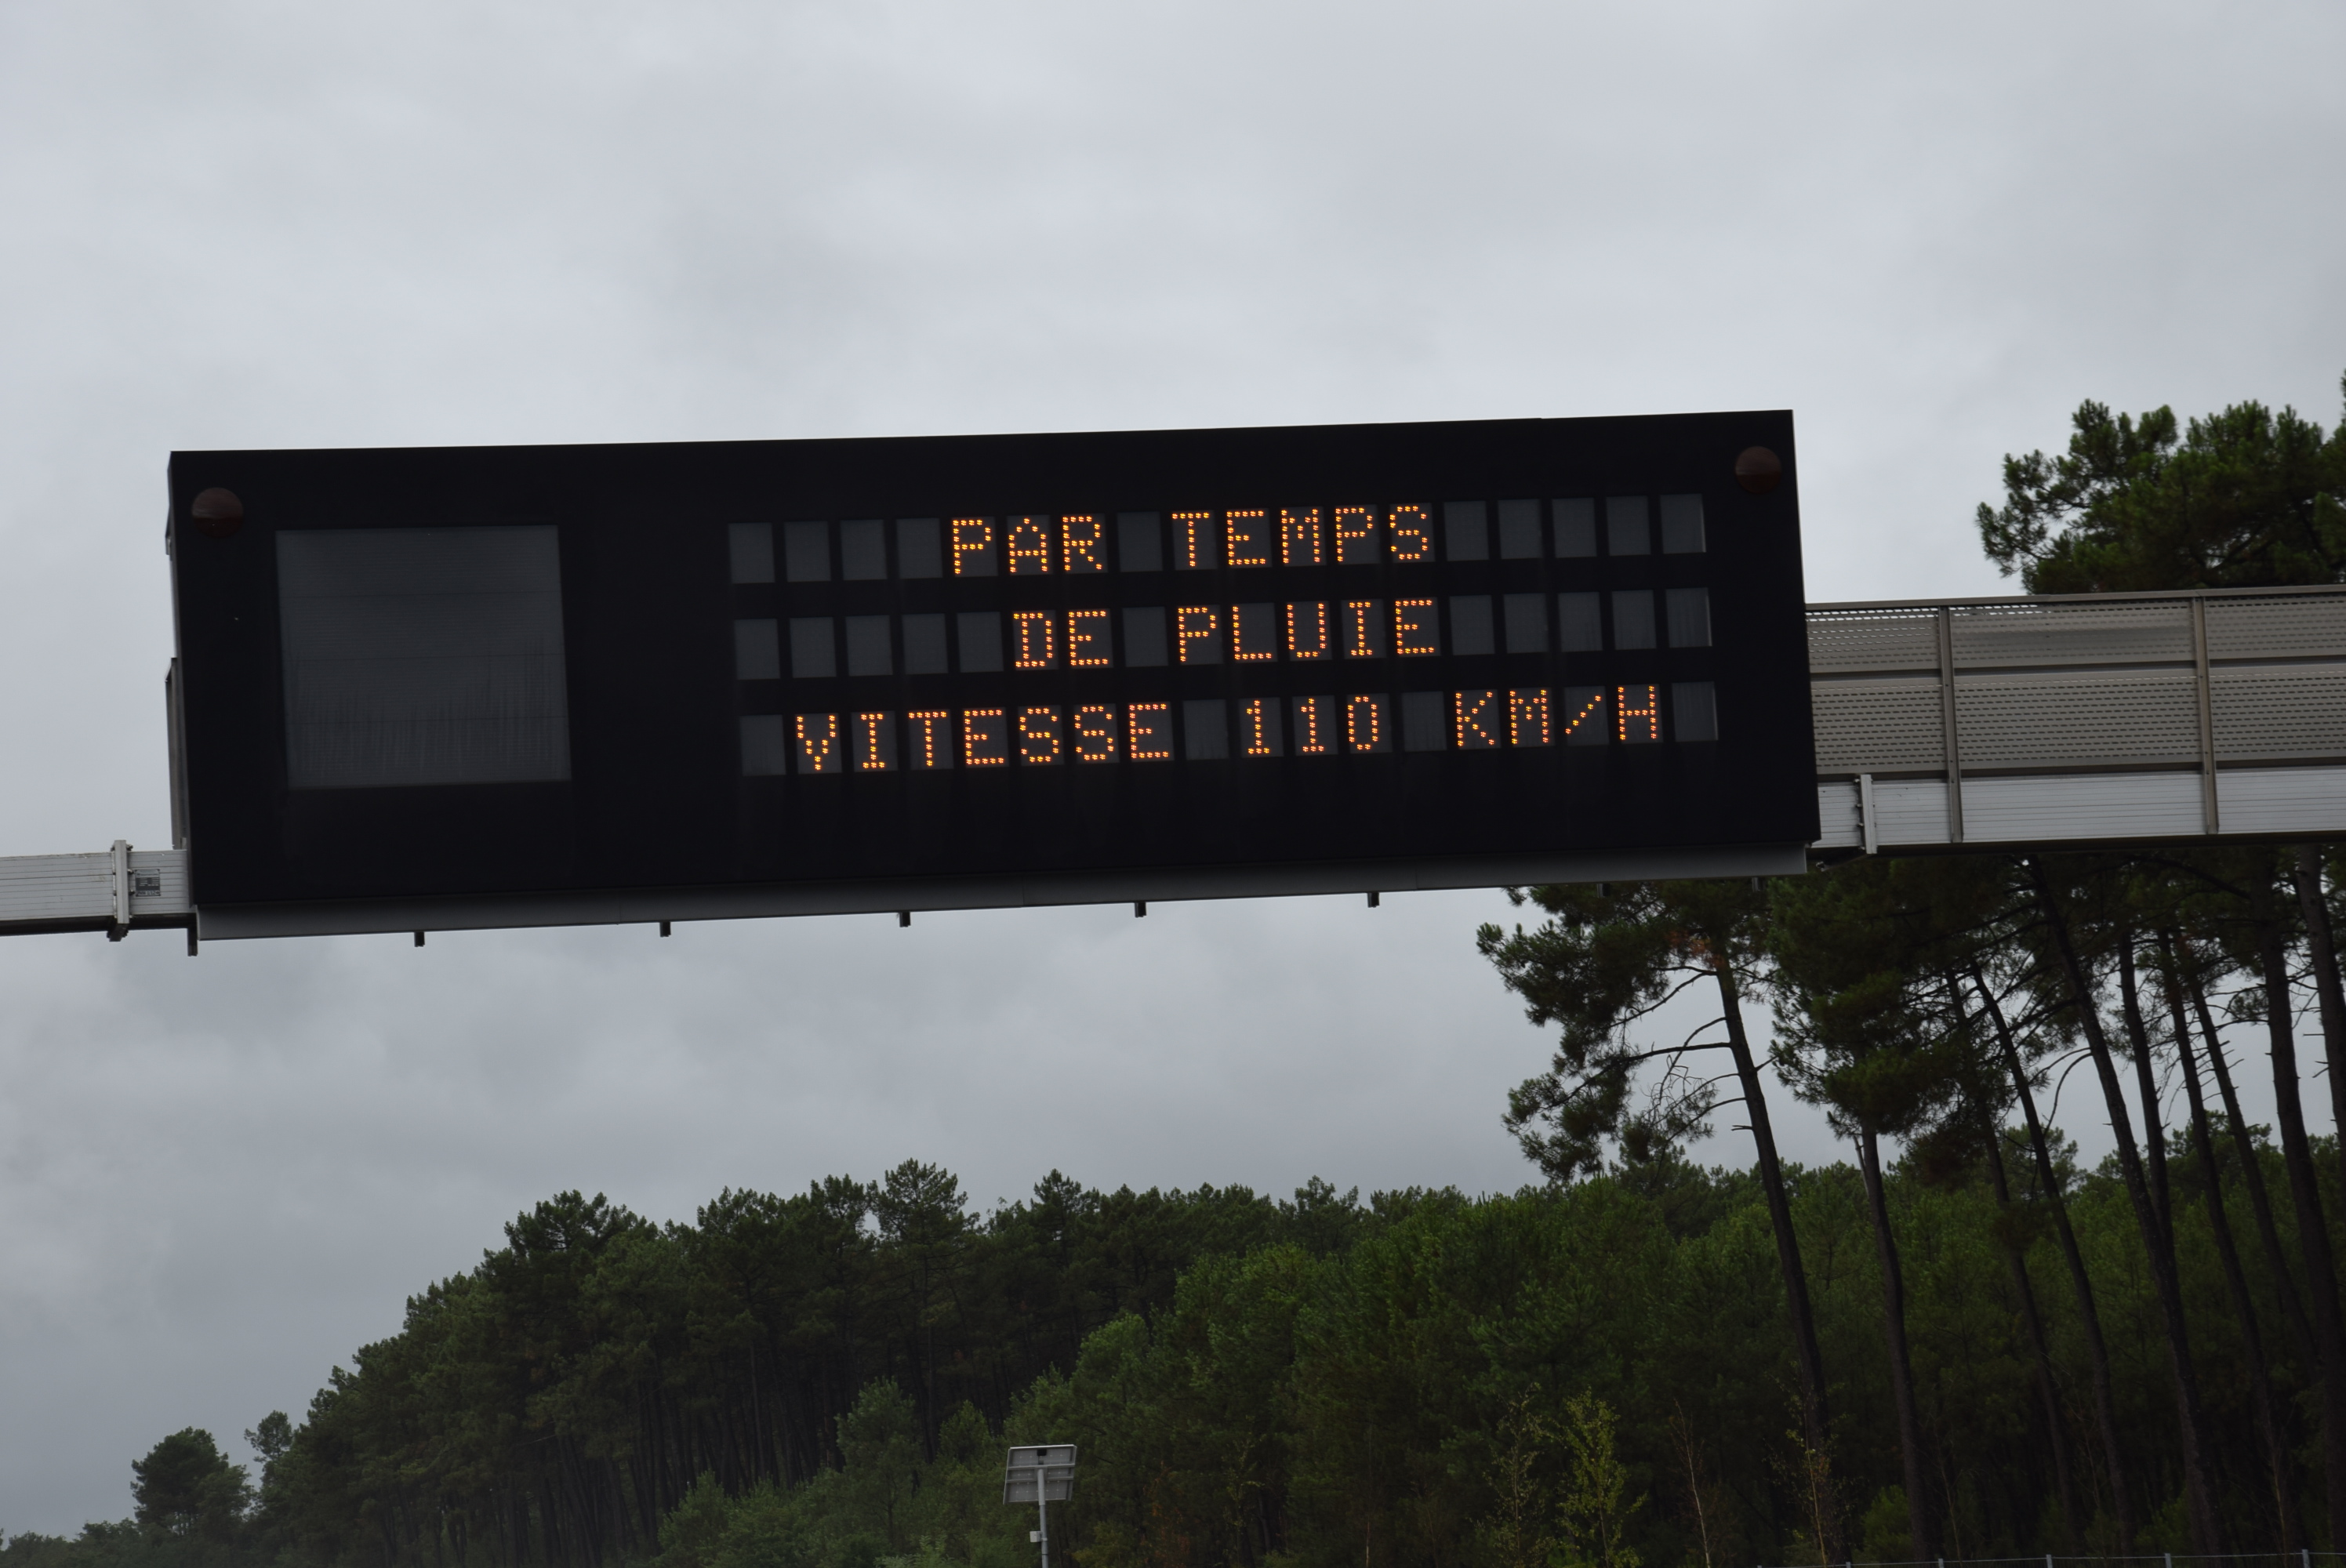 PAR TEMPS
DE PLUIE
VITESSE 110 KM/H